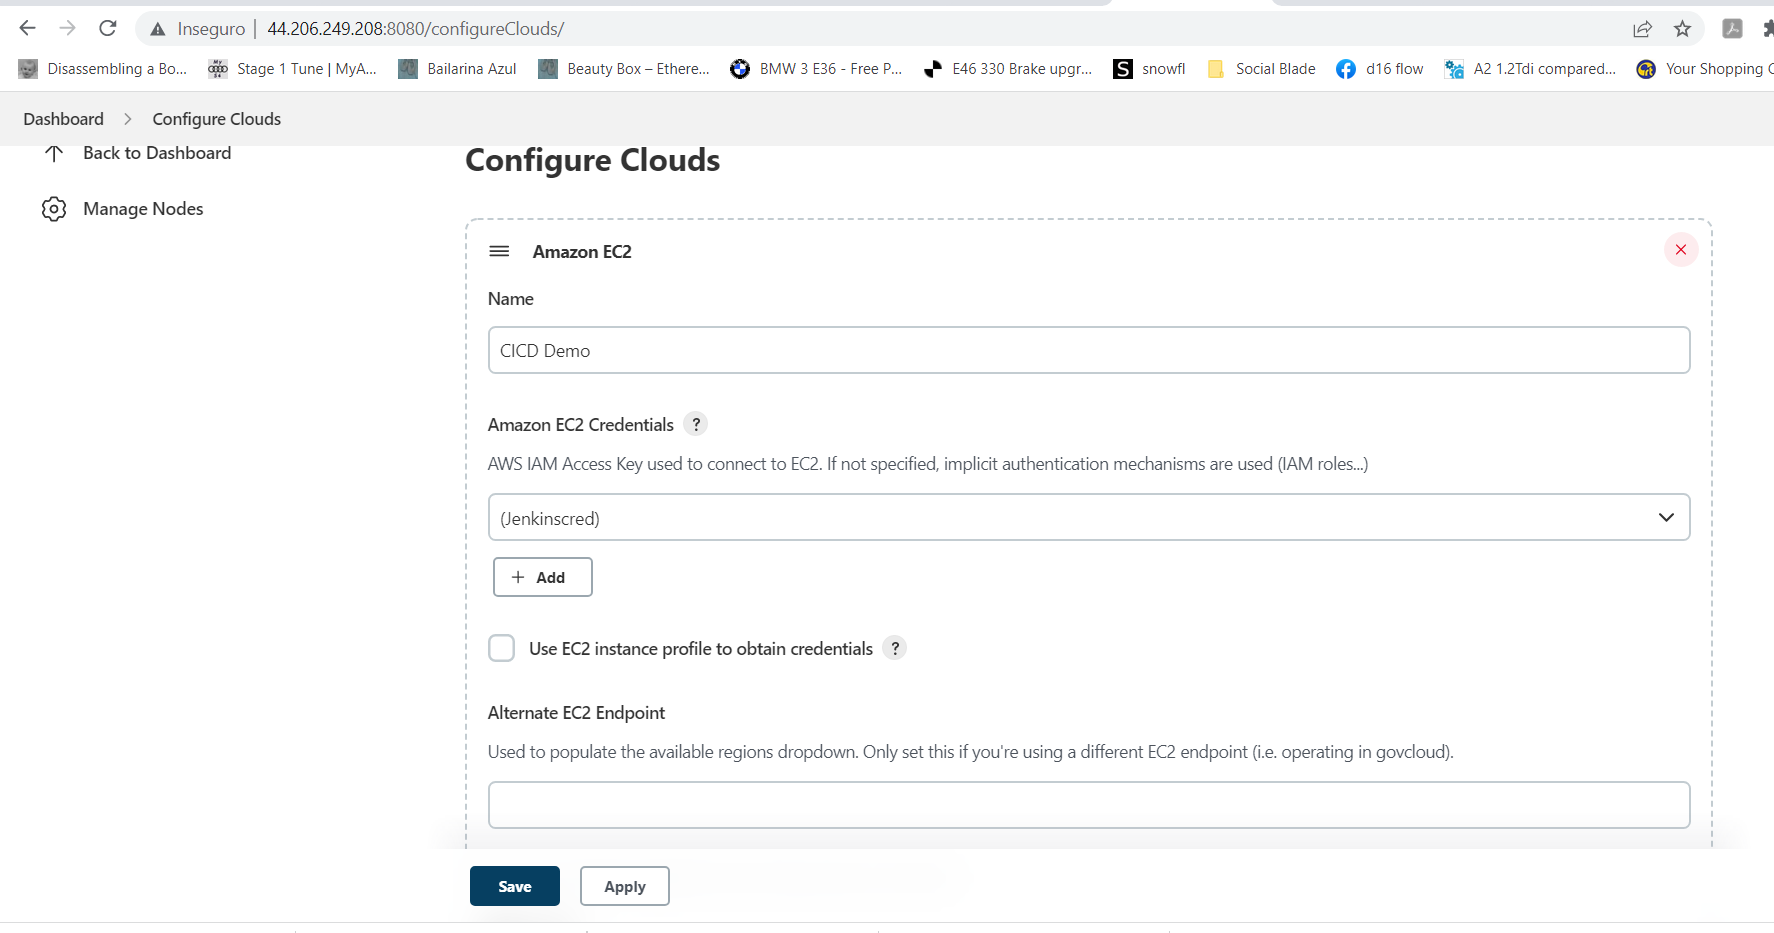 Inseguro | 44.206.249.208:8080/configureClouds/
Disassembling a Bo... Stage 1 Tune | MyA... Bailarina Azul Beauty Box – Ethere... BMW 3 E36 - Free P... E46 330 Brake upgr... S snowfl Social Blade d16 flow A2 1.2Tdi compared... Your Shopping C
Dashboard > Configure Clouds
Back to Dashboard
Manage Nodes
Configure Clouds
Amazon EC2
Name
CICD Demo
Amazon EC2 Credentials ?
AWS IAM Access Key used to connect to EC2. If not specified, implicit authentication mechanisms are used (IAM roles...)
(Jenkinscred)
+ Add
Use EC2 instance profile to obtain credentials ?
Alternate EC2 Endpoint
Used to populate the available regions dropdown. Only set this if you're using a different EC2 endpoint (i.e. operating in govcloud).
Save Apply